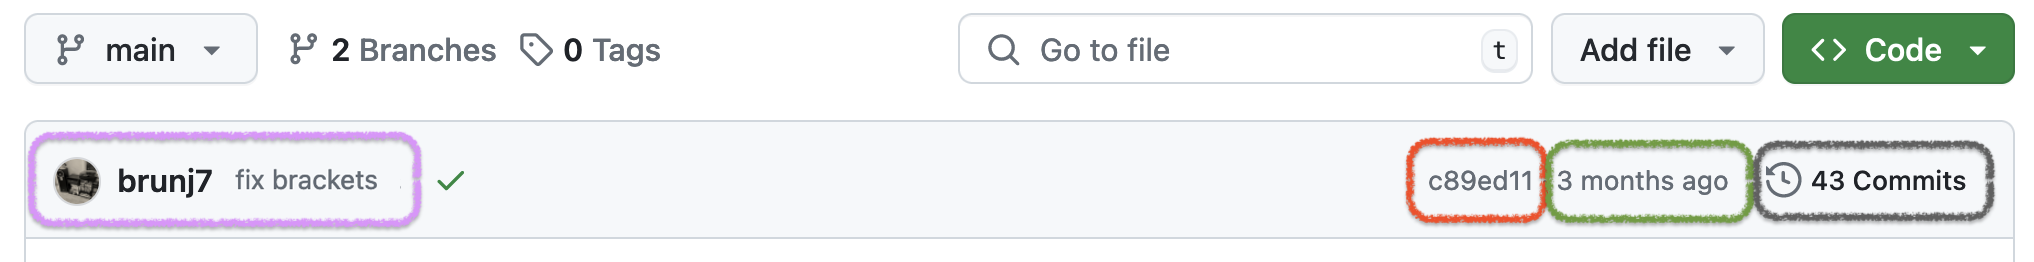 main 2 Branches 0 Tags Go to file t Add file Code
brunj7 fix brackets c89ed11 3 months ago 43 Commits